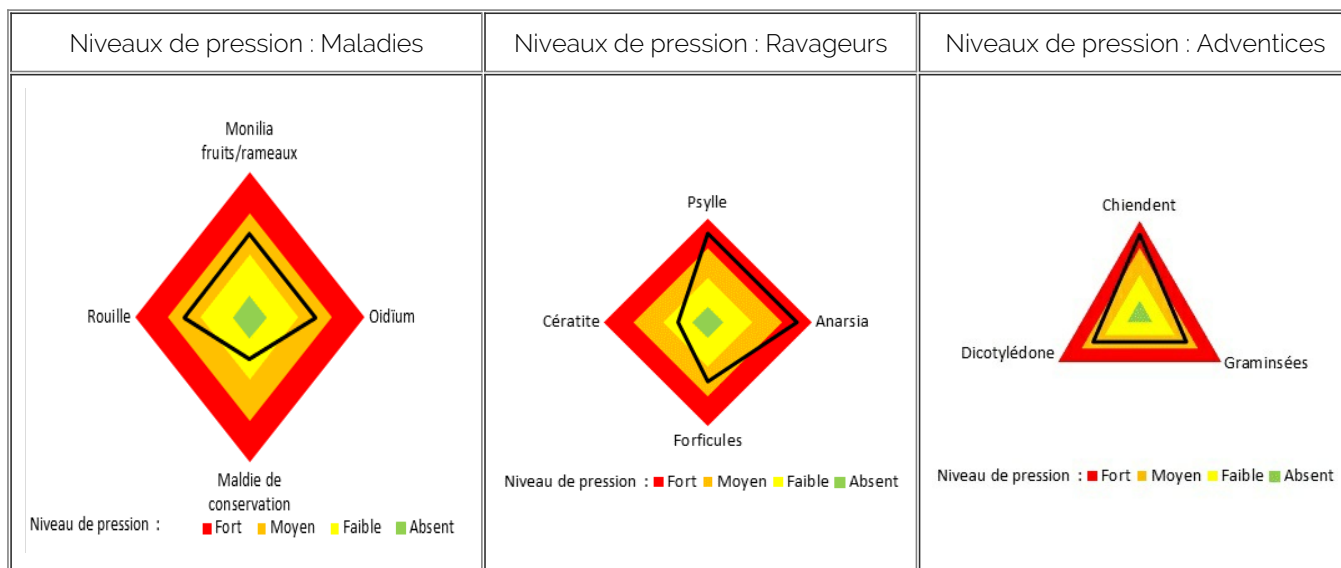 Niveaux de pression : Maladies
Niveaux de pression : Ravageurs
Niveaux de pression : Adventices
Monilia
fruits/rameaux
Rouille
Oidïum
Maldie de
conservation
Niveau de pression :
Fort
Moyen
Faible
Absent
Psylle
Cératite
Anarsia
Forficules
Niveau de pression : Fort Moyen Faible Absent
Chiendent
Dicotylédone
Graminsées
Niveau de pression : Fort Moyen Faible Absent